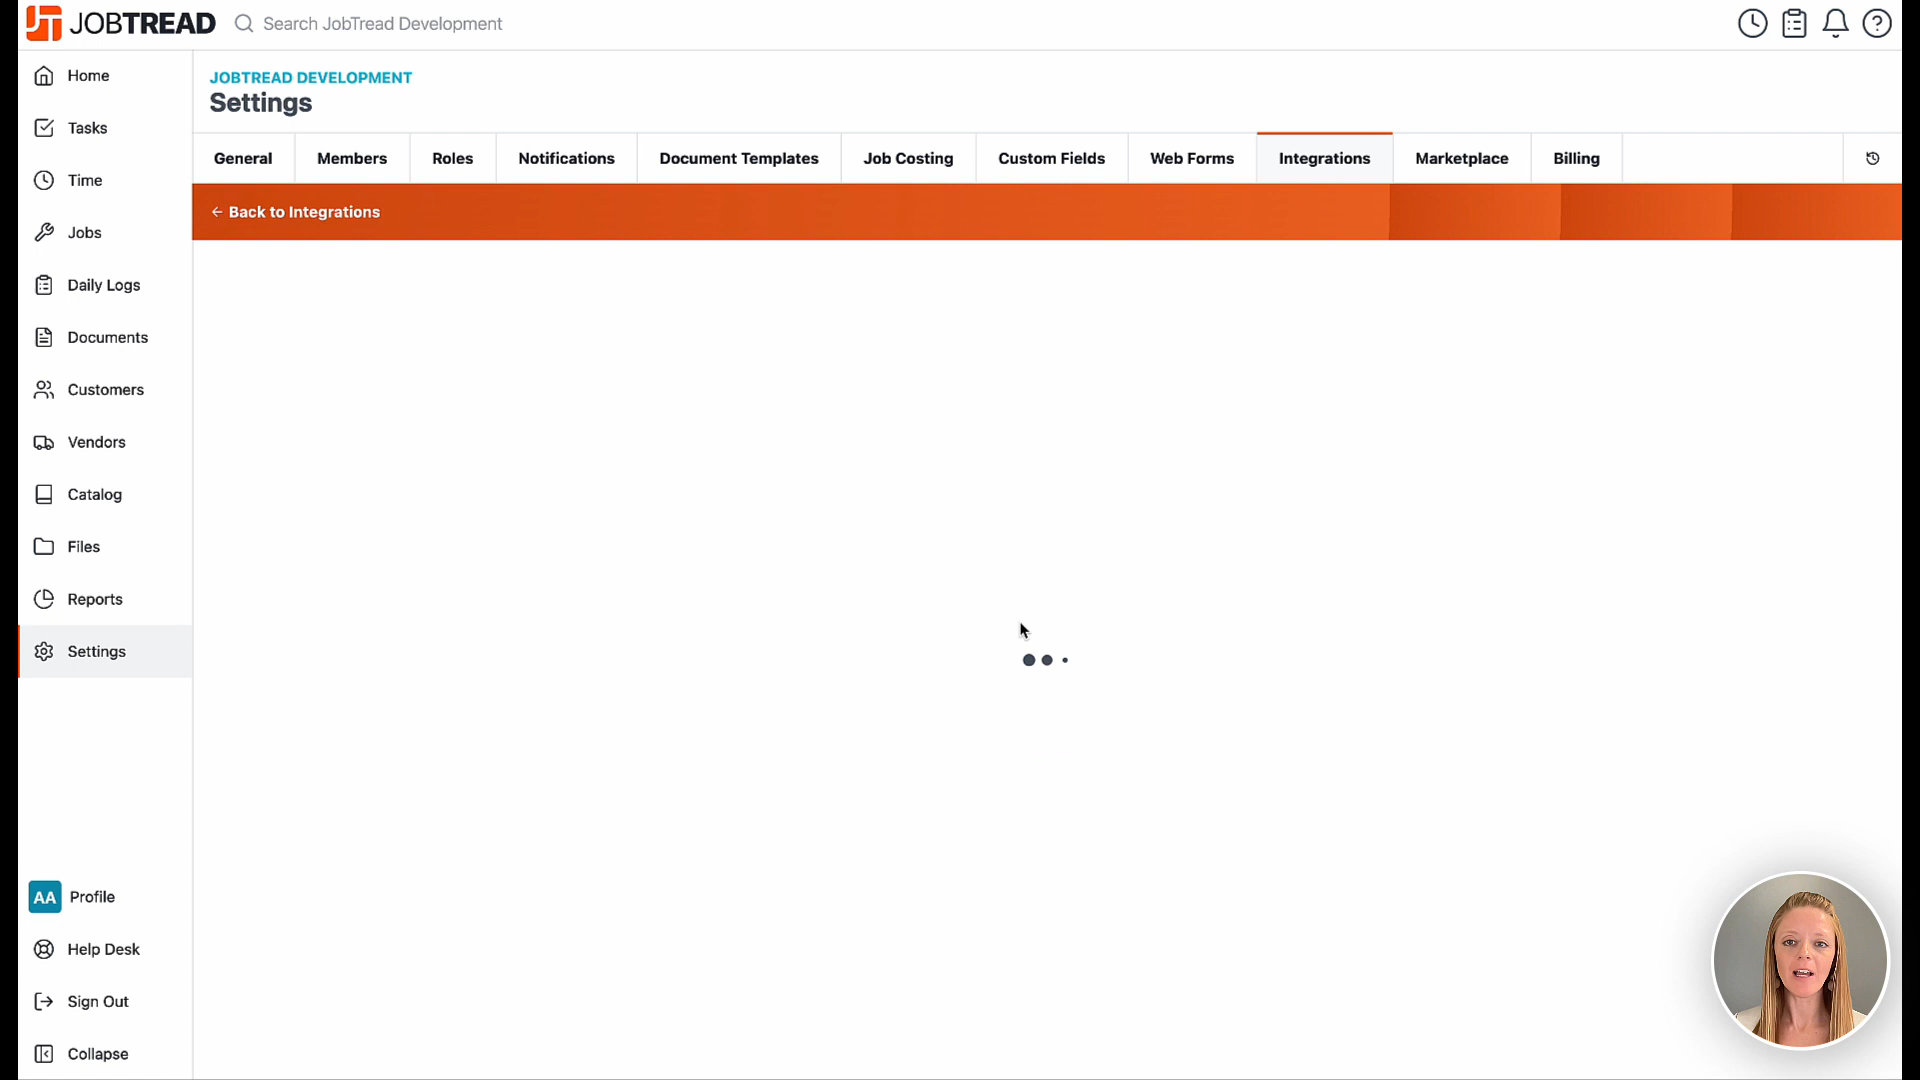 JOBTREAD
Search JobTread Development
Home
Tasks
Time
Jobs
Daily Logs
Documents
Customers
Vendors
Catalog
Files
Reports
Settings
AA Profile
Help Desk
Sign Out
Collapse
JOBTREAD DEVELOPMENT
Settings
General Members Roles Notifications Document Templates Job Costing Custom Fields Web Forms Integrations Marketplace Billing
← Back to Integrations